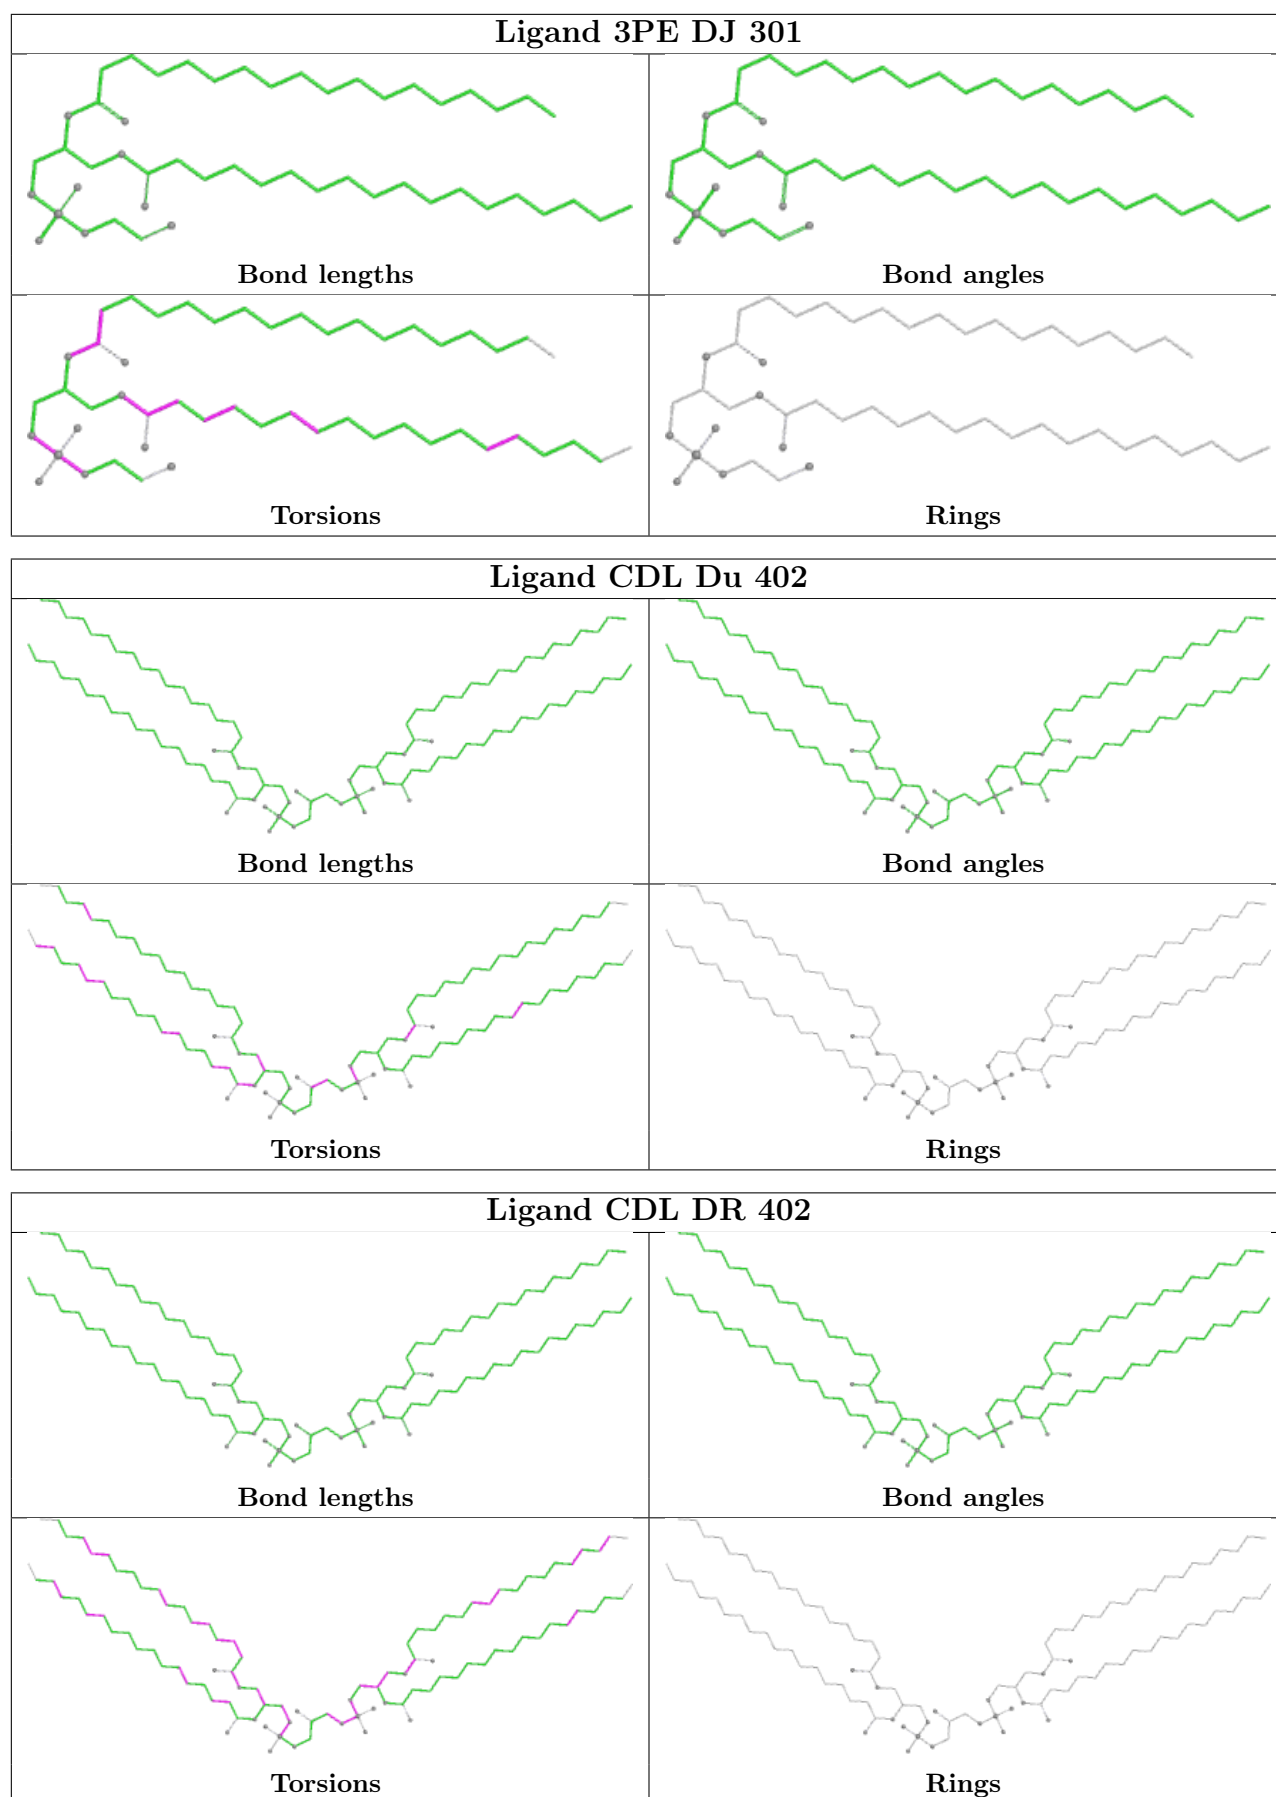 Ligand 3PE DJ 301
Bond lengths
Bond angles
Torsions
Rings
Ligand CDL Du 402
Bond lengths
Bond angles
Torsions
Rings
Ligand CDL DR 402
Bond lengths
Bond angles
Torsions
Rings